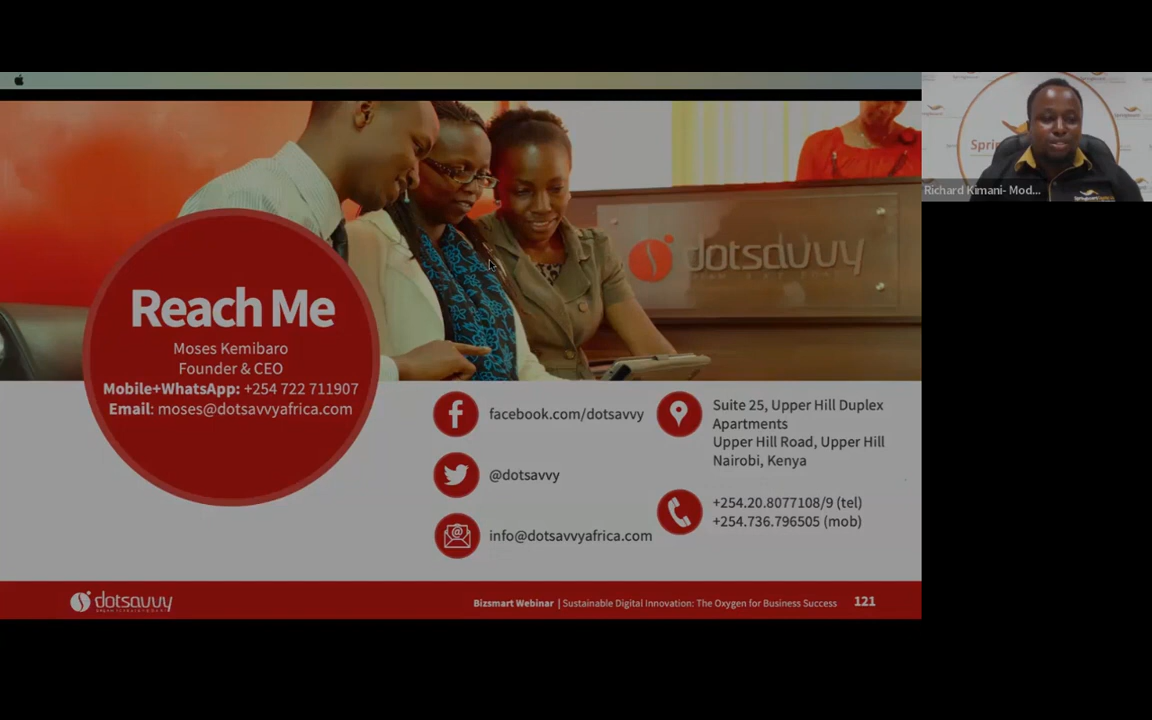 Reach Me
Moses Kemibaro
Founder & CEO
Mobile+WhatsApp: +254 722 711907
Email: moses@dotsavvyafrica.com
dotsavvy
facebook.com/dotsavvy
@dotsavvy
info@dotsavvyafrica.com
Suite 25, Upper Hill Duplex
Apartments
Upper Hill Road, Upper Hill
Nairobi, Kenya
+254.20.8077108/9 (tel)
+254.736.796505 (mob)
dotsavvy
Bizsmart Webinar | Sustainable Digital Innovation: The Oxygen for Business Success 121
Richard Kimani- Mod...